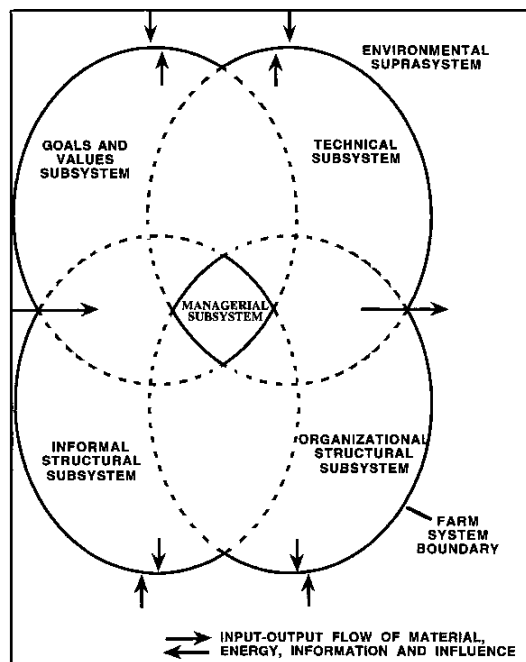 ENVIRONMENTAL
SUPRASYSTEM
GOALS AND
VALUES
SUBSYSTEM
TECHNICAL
SUBSYSTEM
MANAGERIAL
SUBSYSTEM
INFORMAL
STRUCTURAL
SUBSYSTEM
ORGANIZATIONAL
STRUCTURAL
SUBSYSTEM
FARM
SYSTEM
BOUNDARY
INPUT-OUTPUT FLOW OF MATERIAL,
ENERGY, INFORMATION AND INFLUENCE